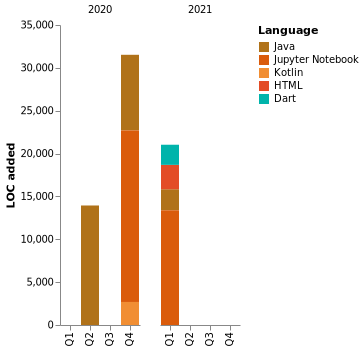 2020 2021
Language
Java
Jupyter Notebook
Kotlin
HTML
Dart
LOC added
35,000
30,000
25,000
20,000
15,000
10,000
5,000
0
Q1 Q2 Q3 Q4 Q1 Q2 Q3 Q4